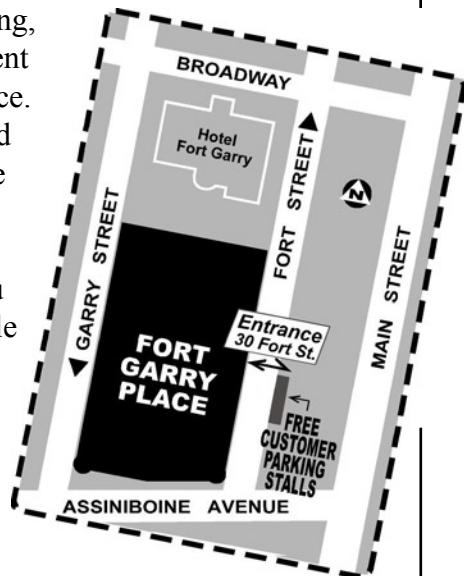 ing,
ent
ce.
d
e
u
le
BROADWAY
Hotel
Fort Garry
FORT STREET
N
GARRY STREET
MAIN STREET
Entrance
30 Fort St.
FORT
GARRY
PLACE
FREE
CUSTOMER
PARKING
STALLS
ASSINIBOINE AVENUE